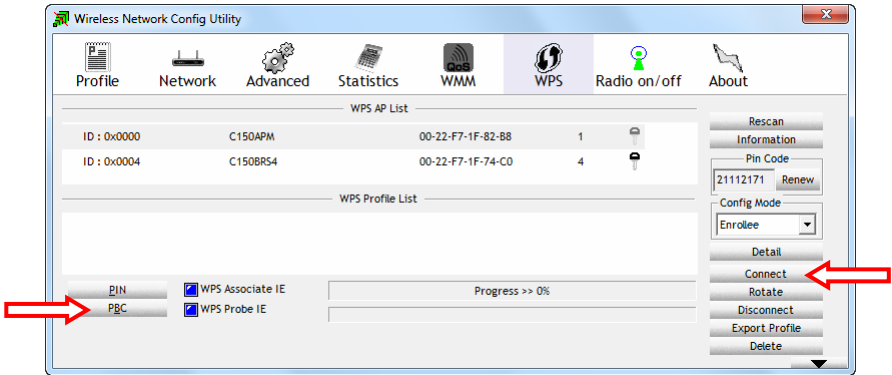 Wireless Network Config Utility
Profile Network Advanced Statistics WMM WPS Radio on/off About
QoS
WPS AP List
ID : 0x0000 C150APM 00-22-F7-1F-82-B8 1
ID : 0x0004 C150BRS4 00-22-F7-1F-74-C0 4
WPS Profile List
PIN
PBC
WPS Associate IE
WPS Probe IE
Progress >> 0%
Rescan
Information
Pin Code
21112171 Renew
Config Mode
Enrollee
Detail
Connect
Rotate
Disconnect
Export Profile
Delete